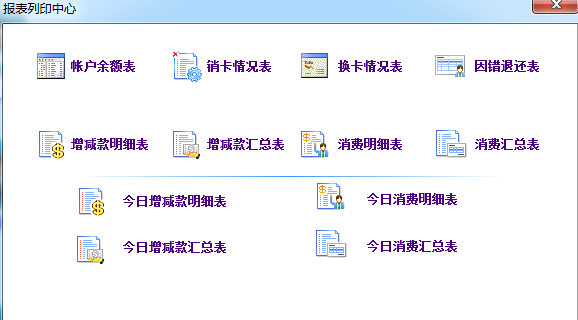 报表列印中心
帐户余额表 销卡情况表 换卡情况表 因错退还表
增减款明细表 增减款汇总表 消费明细表 消费汇总表
今日增减款明细表 今日消费明细表
今日增减款汇总表 今日消费汇总表